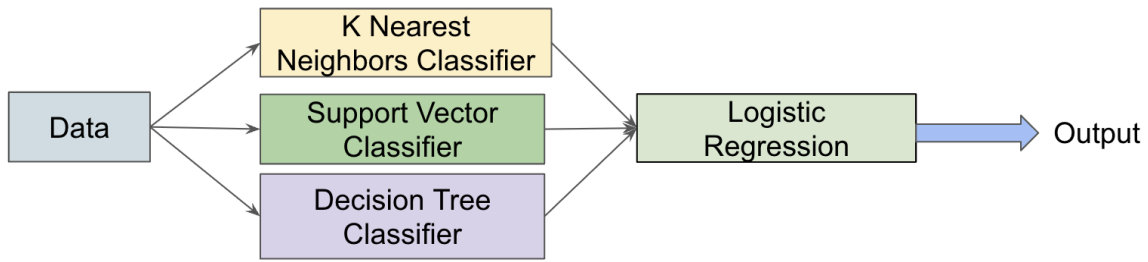 Data
K Nearest
Neighbors Classifier
Support Vector
Classifier
Decision Tree
Classifier
Logistic
Regression
Output